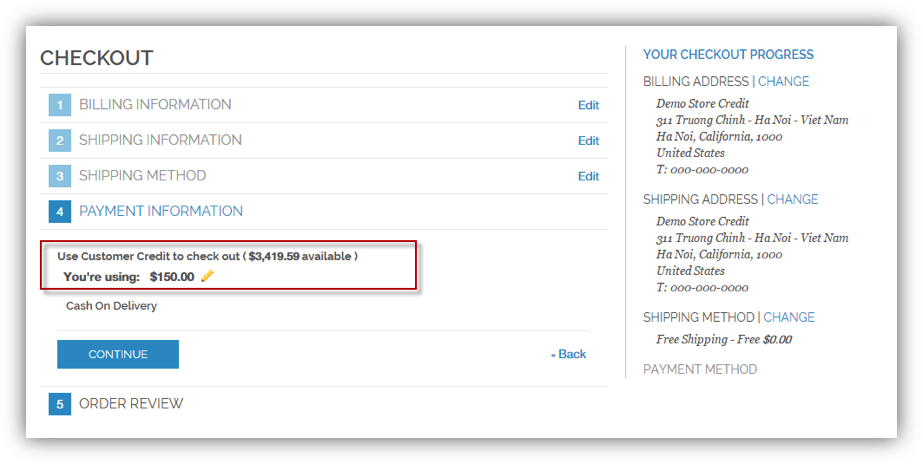 CHECKOUT
1 BILLING INFORMATION Edit
2 SHIPPING INFORMATION Edit
3 SHIPPING METHOD Edit
4 PAYMENT INFORMATION
Use Customer Credit to check out ( $3,419.59 available )
You're using: $150.00
Cash On Delivery
CONTINUE
« Back
5 ORDER REVIEW
YOUR CHECKOUT PROGRESS
BILLING ADDRESS | CHANGE
Demo Store Credit
311 Truong Chinh - Ha Noi - Viet Nam
Ha Noi, California, 1000
United States
T: 000-000-0000
SHIPPING ADDRESS | CHANGE
Demo Store Credit
311 Truong Chinh - Ha Noi - Viet Nam
Ha Noi, California, 1000
United States
T: 000-000-0000
SHIPPING METHOD | CHANGE
Free Shipping - Free $0.00
PAYMENT METHOD